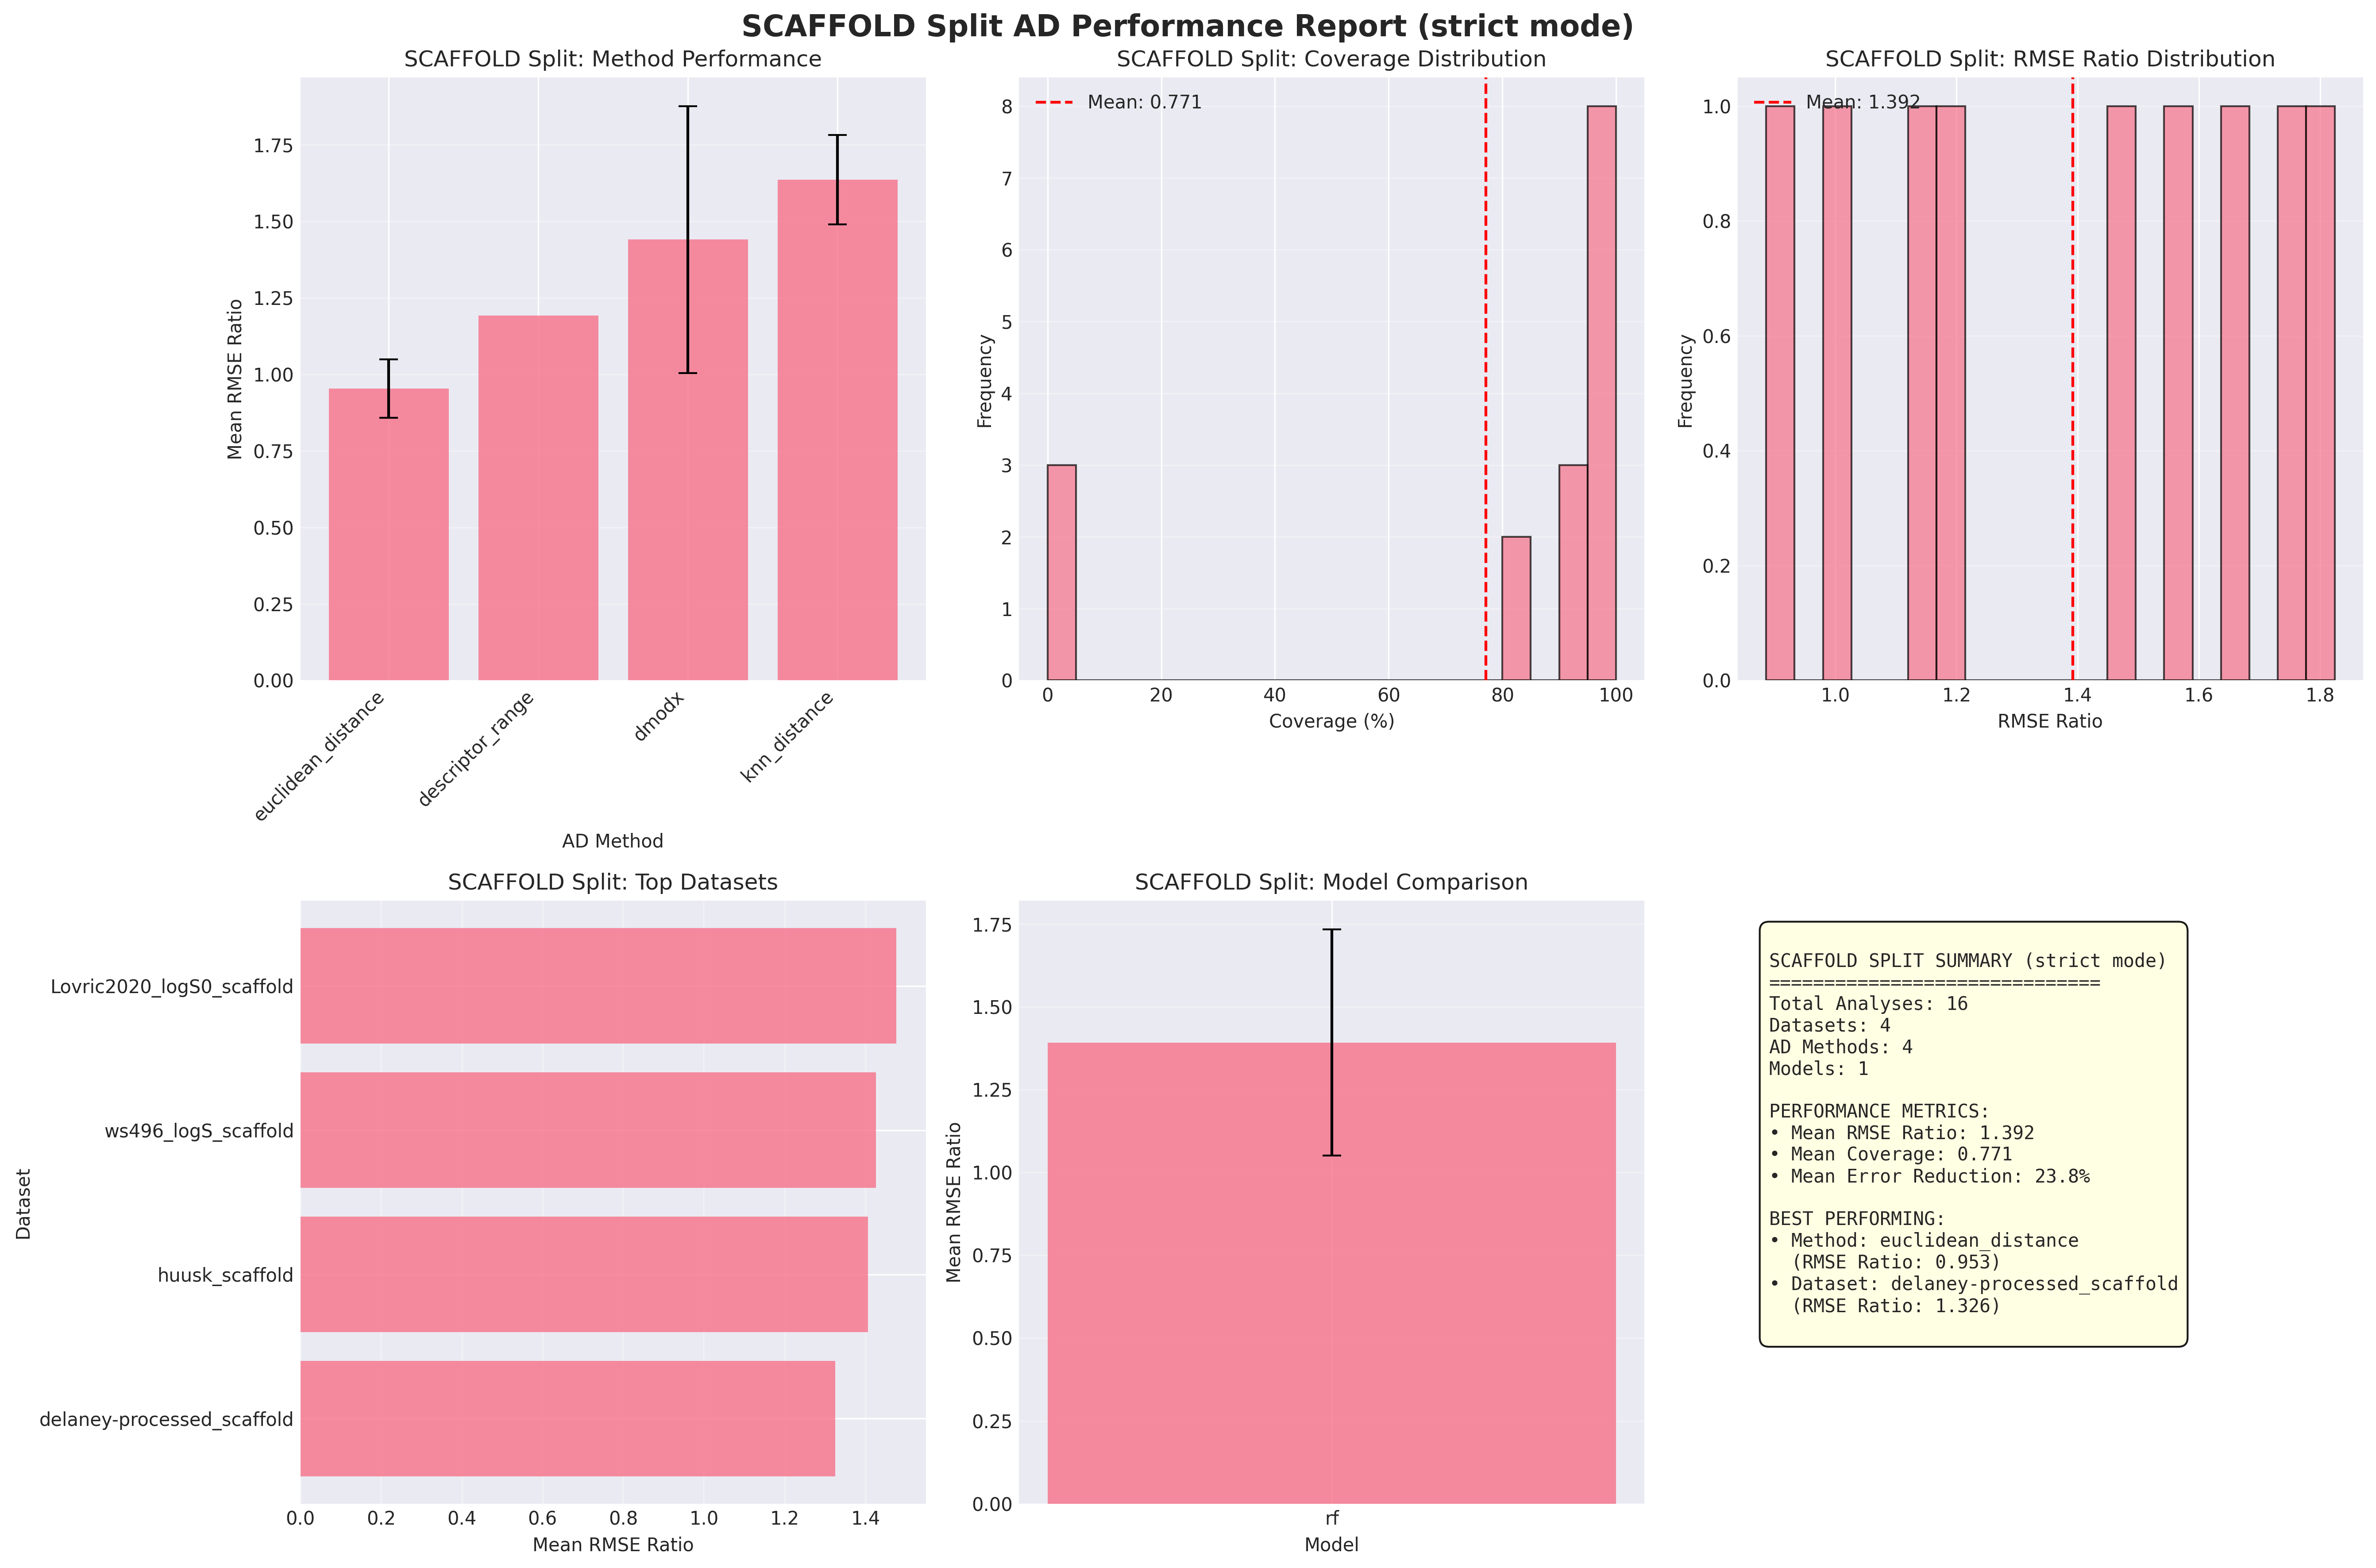 SCAFFOLD Split AD Performance Report (strict mode)
SCAFFOLD Split: Method Performance
Mean RMSE Ratio
1.75
1.50
1.25
1.00
0.75
0.50
0.25
0.00
euclidean_distance
descriptor_range
dmodx
knn_distance
AD Method
SCAFFOLD Split: Coverage Distribution
Mean: 0.771
Frequency
8
7
6
5
4
3
2
1
0
0 20 40 60 80 100
Coverage (%)
SCAFFOLD Split: RMSE Ratio Distribution
Mean: 1.392
Frequency
1.0
0.8
0.6
0.4
0.2
0.0
1.0 1.2 1.4 1.6 1.8
RMSE Ratio
SCAFFOLD Split: Top Datasets
Dataset
Lovric2020_logS0_scaffold
ws496_logS_scaffold
huusk_scaffold
delaney-processed_scaffold
0.0 0.2 0.4 0.6 0.8 1.0 1.2 1.4
Mean RMSE Ratio
SCAFFOLD Split: Model Comparison
Mean RMSE Ratio
1.75
1.50
1.25
1.00
0.75
0.50
0.25
0.00
rf
Model
SCAFFOLD SPLIT SUMMARY (strict mode)
==============================
Total Analyses: 16
Datasets: 4
AD Methods: 4
Models: 1
PERFORMANCE METRICS:
• Mean RMSE Ratio: 1.392
• Mean Coverage: 0.771
• Mean Error Reduction: 23.8%
BEST PERFORMING:
• Method: euclidean_distance
(RMSE Ratio: 0.953)
• Dataset: delaney-processed_scaffold
(RMSE Ratio: 1.326)